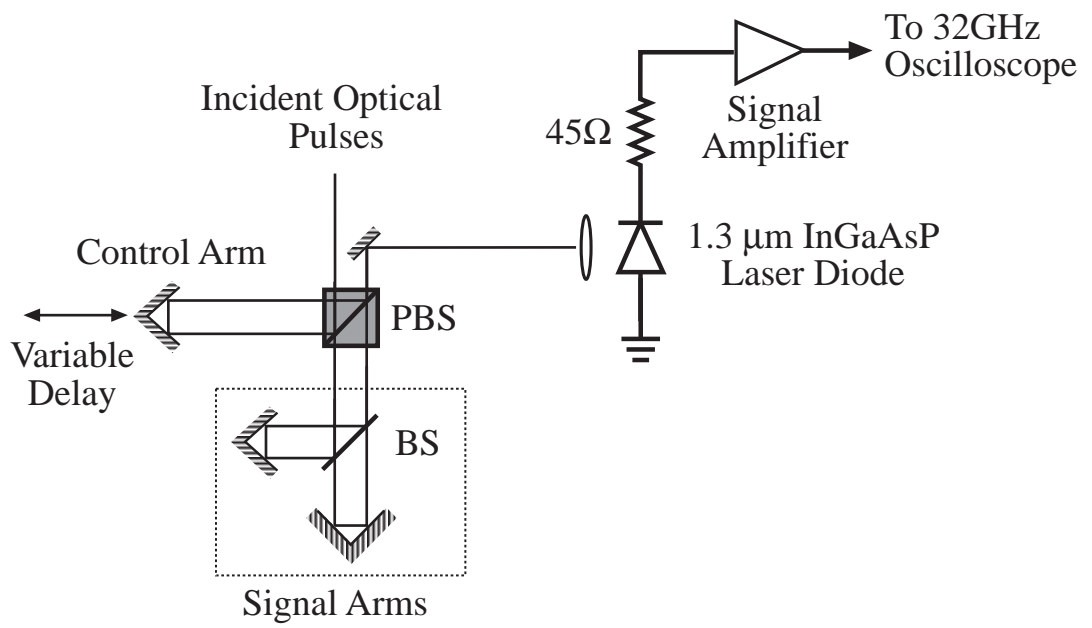 To 32GHz
Oscilloscope
Signal
Amplifier
45Ω
Incident Optical
Pulses
1.3 μm InGaAsP
Laser Diode
Control Arm
PBS
Variable
Delay
BS
Signal Arms